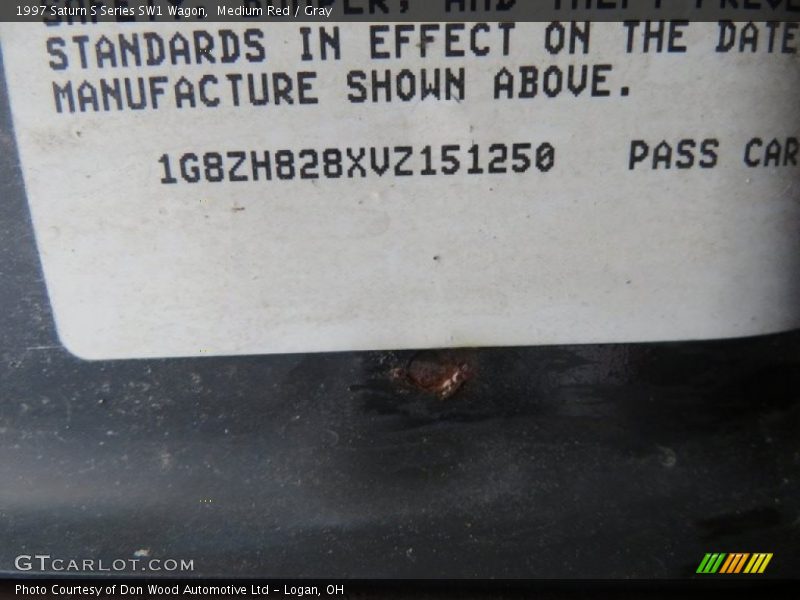 1997 Saturn S Series SW1 Wagon, Medium Red / Gray
STANDARDS IN EFFECT ON THE DATE
MANUFACTURE SHOWN ABOVE.
1G8ZH828XVZ151250 PASS CAR
GTCARLOT.COM
Photo Courtesy of Don Wood Automotive Ltd - Logan, OH